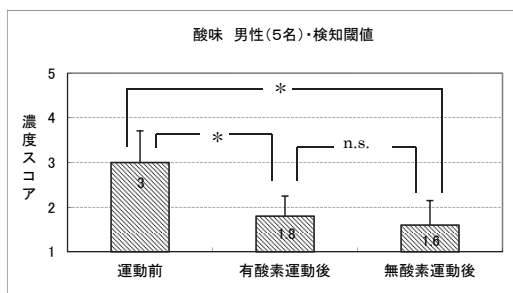 酸味 男性(5名)・検知閾値
濃度スコア
5
4
3
2
1
*
*
n.s.
3
1.8
1.6
運動前
有酸素運動後
無酸素運動後